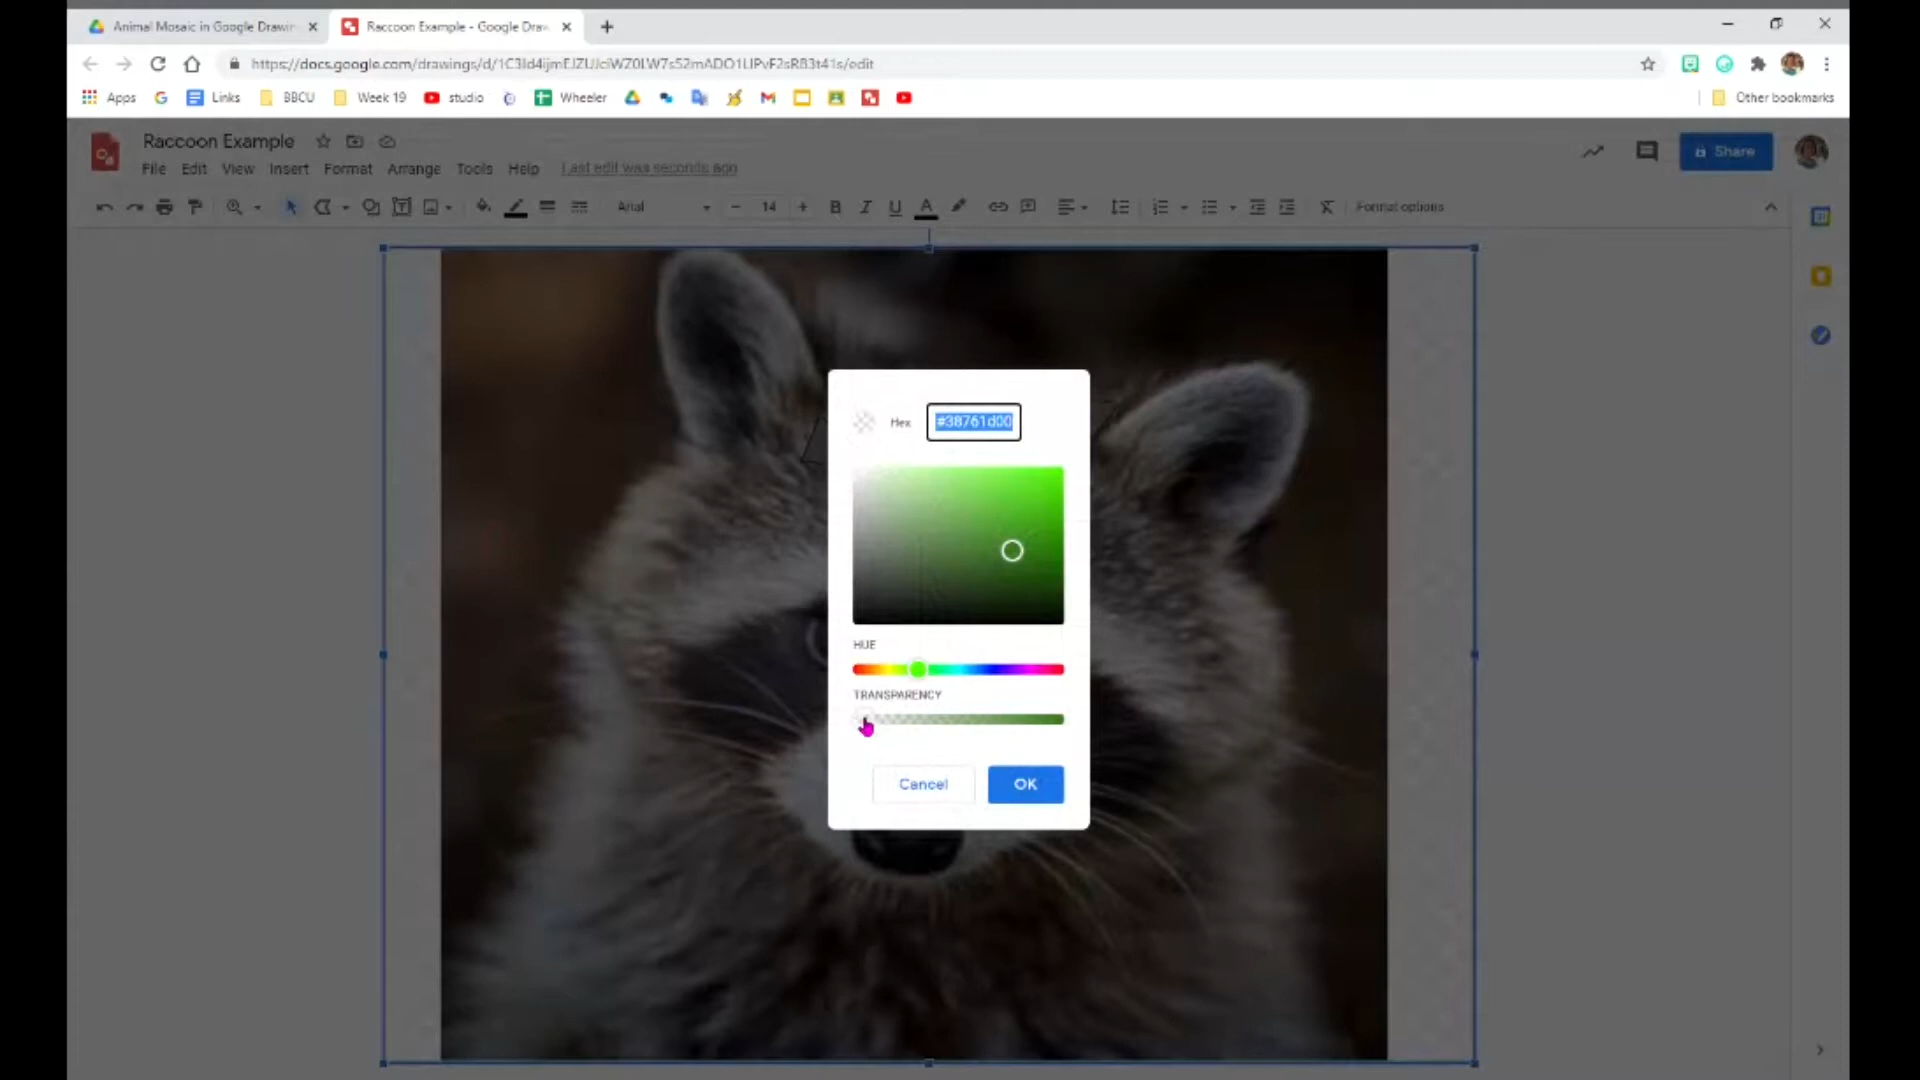 Animal Mosaic in Google Drawin
Raccoon Example - Google Draw
Apps
Links
BBCU
Week 19
studio
Wheeler
Other bookmarks
Raccoon Example
Share
File Edit View Insert Format Arrange Tools Help Last edit was seconds ago
Arial
14
B I U A
Format options
Hex #38761d00
HUE
TRANSPARENCY
Cancel OK